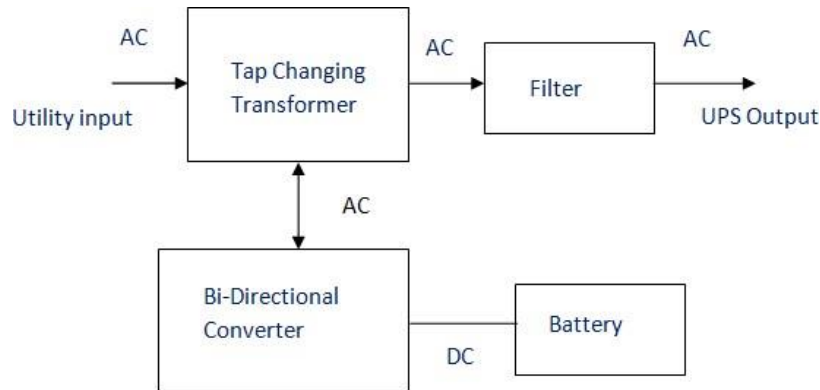 AC
Utility input
Tap Changing
Transformer
AC
Filter
AC
UPS Output
AC
Bi-Directional
Converter
DC
Battery